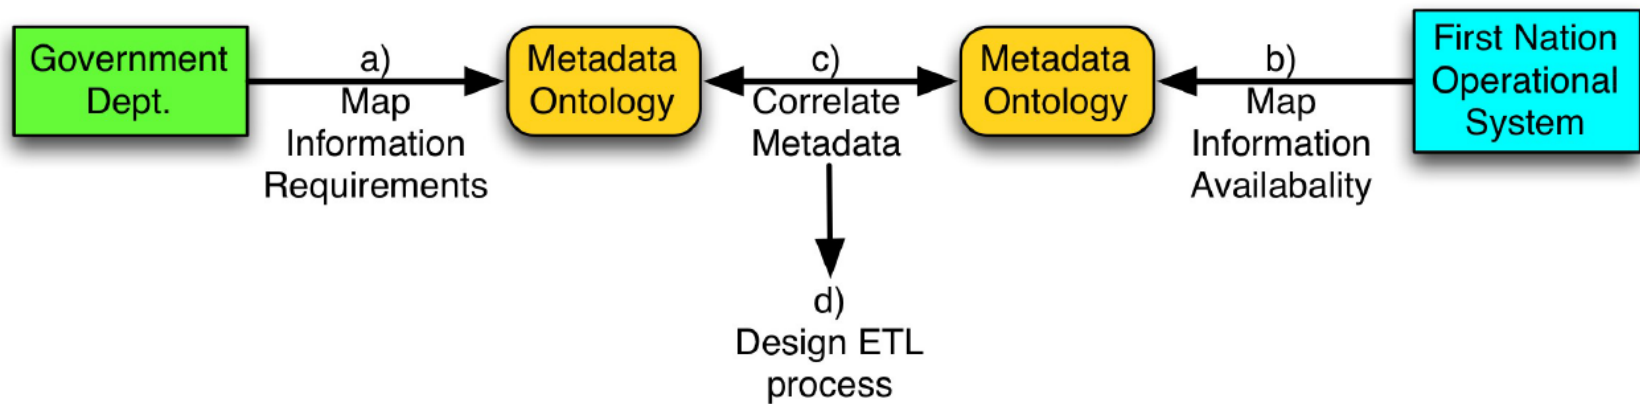 Government
Dept.
a)
Map
Information
Requirements
Metadata
Ontology
c)
Correlate
Metadata
d)
Design ETL
process
Metadata
Ontology
b)
Map
Information
Availabality
First Nation
Operational
System